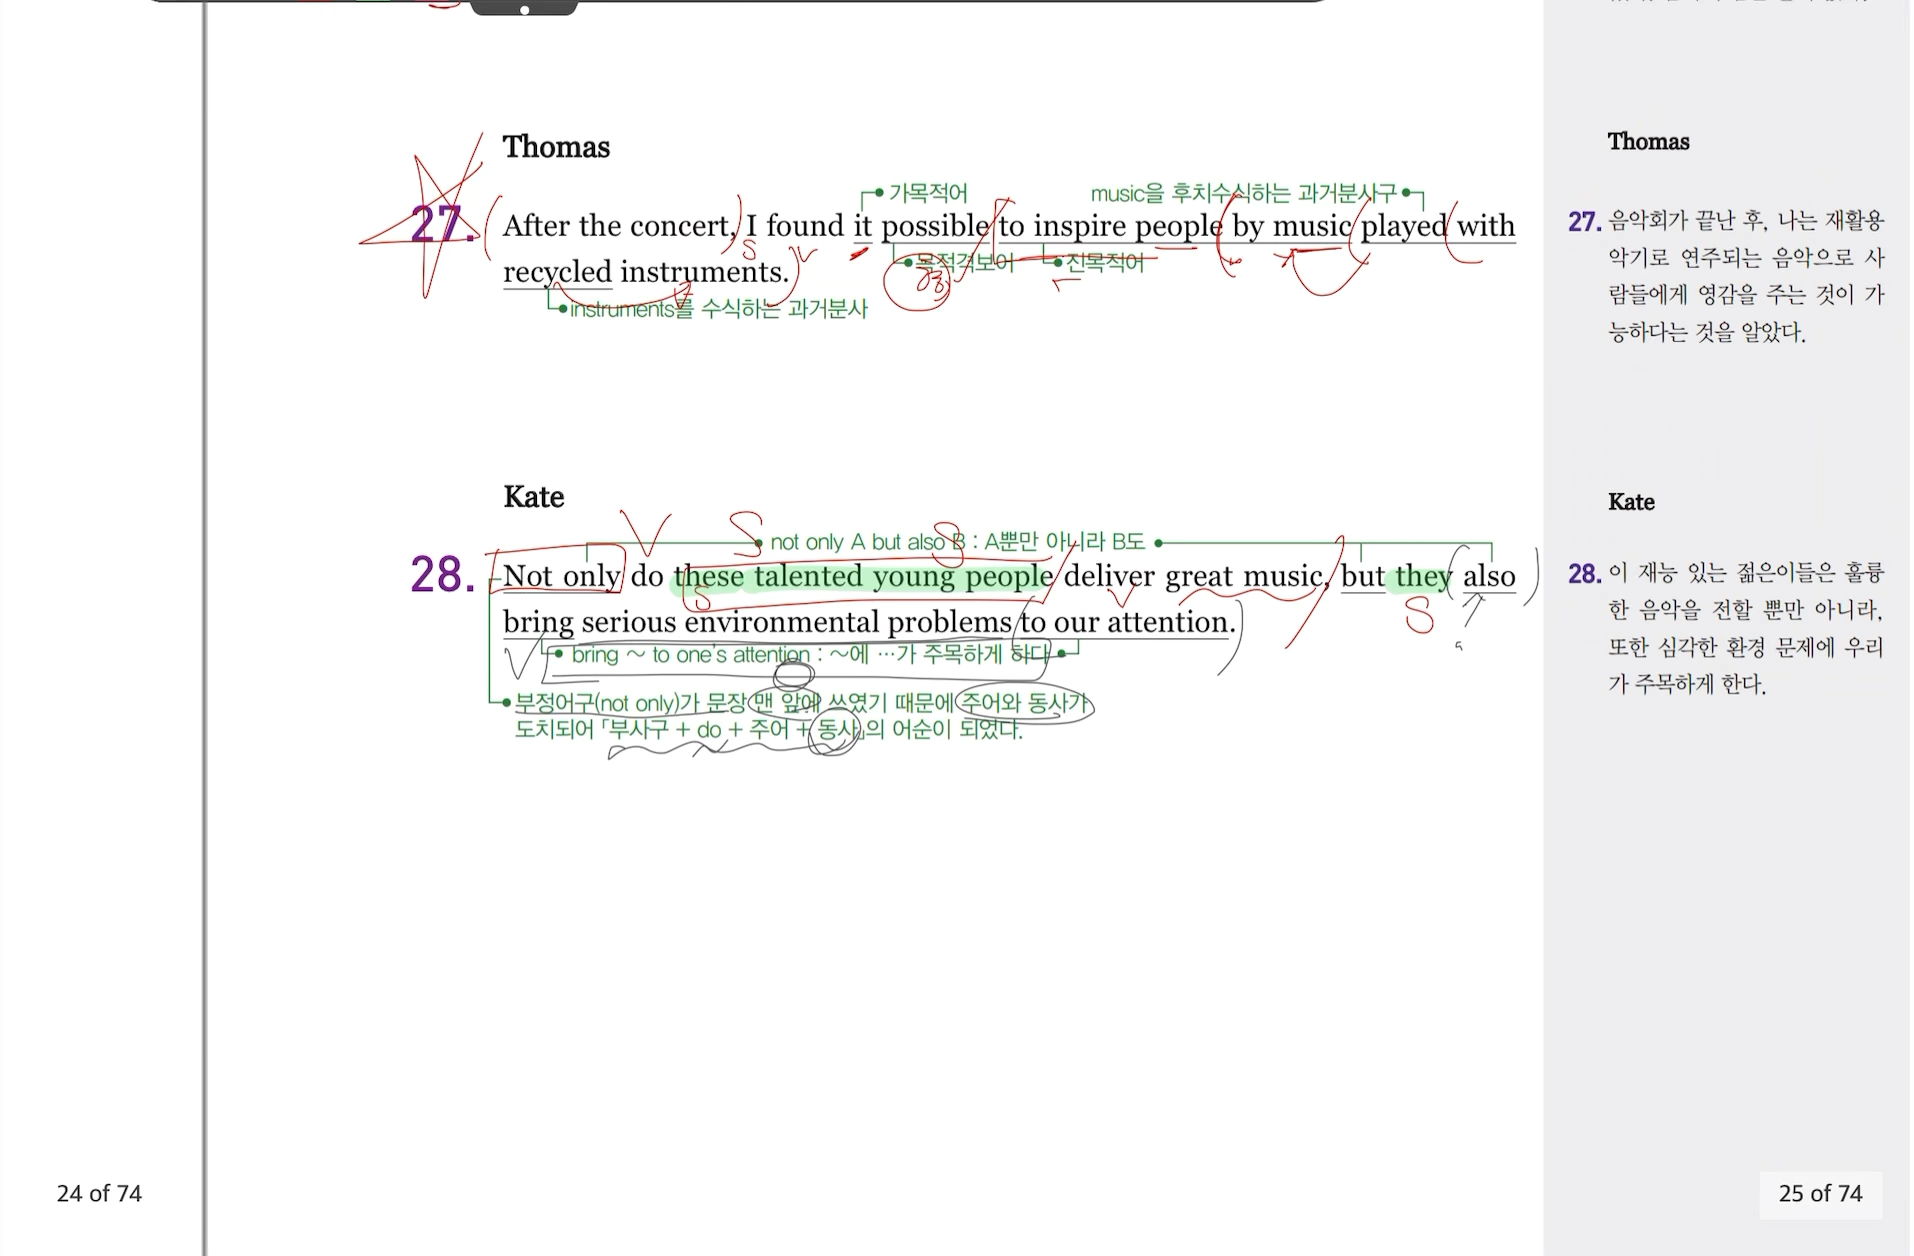 Thomas
가목적어
music을 후치수식하는 과거분사구
27. After the concert, I found it possible to inspire people by music played with
목적격보어
진목적어
recycled instruments.
instruments를 수식하는 과거분사
Kate
not only A but also B : A뿐만 아니라 B도
28. Not only do these talented young people deliver great music, but they also
bring serious environmental problems to our attention.
bring ～ to one's attention : ～에 …가 주목하게 하다
부정어구(not only)가 문장 맨 앞에 쓰였기 때문에 주어와 동사가
도치되어 「부사구 + do + 주어 + 동사」의 어순이 되었다.
V S S
S V S
V
S V
24 of 74
Thomas
27. 음악회가 끝난 후, 나는 재활용
악기로 연주되는 음악으로 사
람들에게 영감을 주는 것이 가
능하다는 것을 알았다.
Kate
28. 이 재능 있는 젊은이들은 훌륭
한 음악을 전할 뿐만 아니라,
또한 심각한 환경 문제에 우리
가 주목하게 한다.
25 of 74